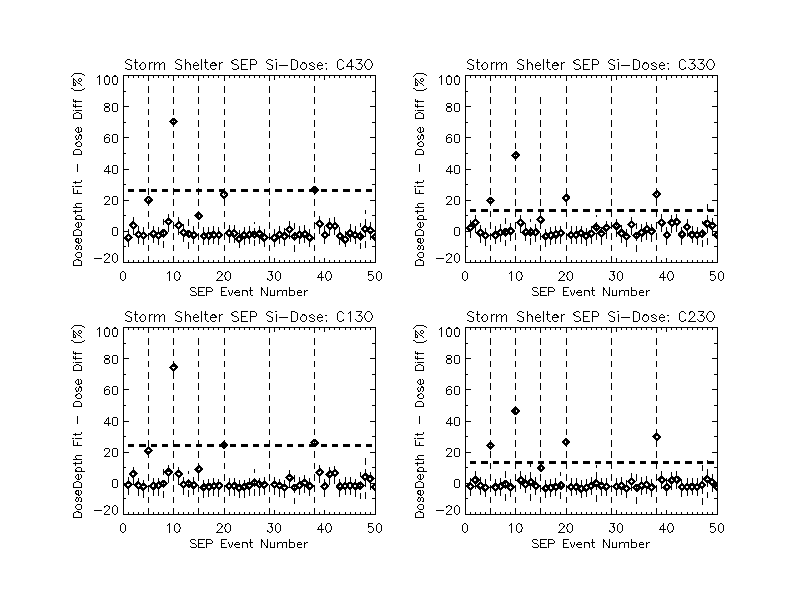 Storm Shelter SEP Si-Dose: C430
DoseDepth Fit - Dose Diff (%)
100
80
60
40
20
0
-20
0 10 20 30 40 50
SEP Event Number
Storm Shelter SEP Si-Dose: C330
DoseDepth Fit - Dose Diff (%)
100
80
60
40
20
0
-20
0 10 20 30 40 50
SEP Event Number
Storm Shelter SEP Si-Dose: C130
DoseDepth Fit - Dose Diff (%)
100
80
60
40
20
0
-20
0 10 20 30 40 50
SEP Event Number
Storm Shelter SEP Si-Dose: C230
DoseDepth Fit - Dose Diff (%)
100
80
60
40
20
0
-20
0 10 20 30 40 50
SEP Event Number